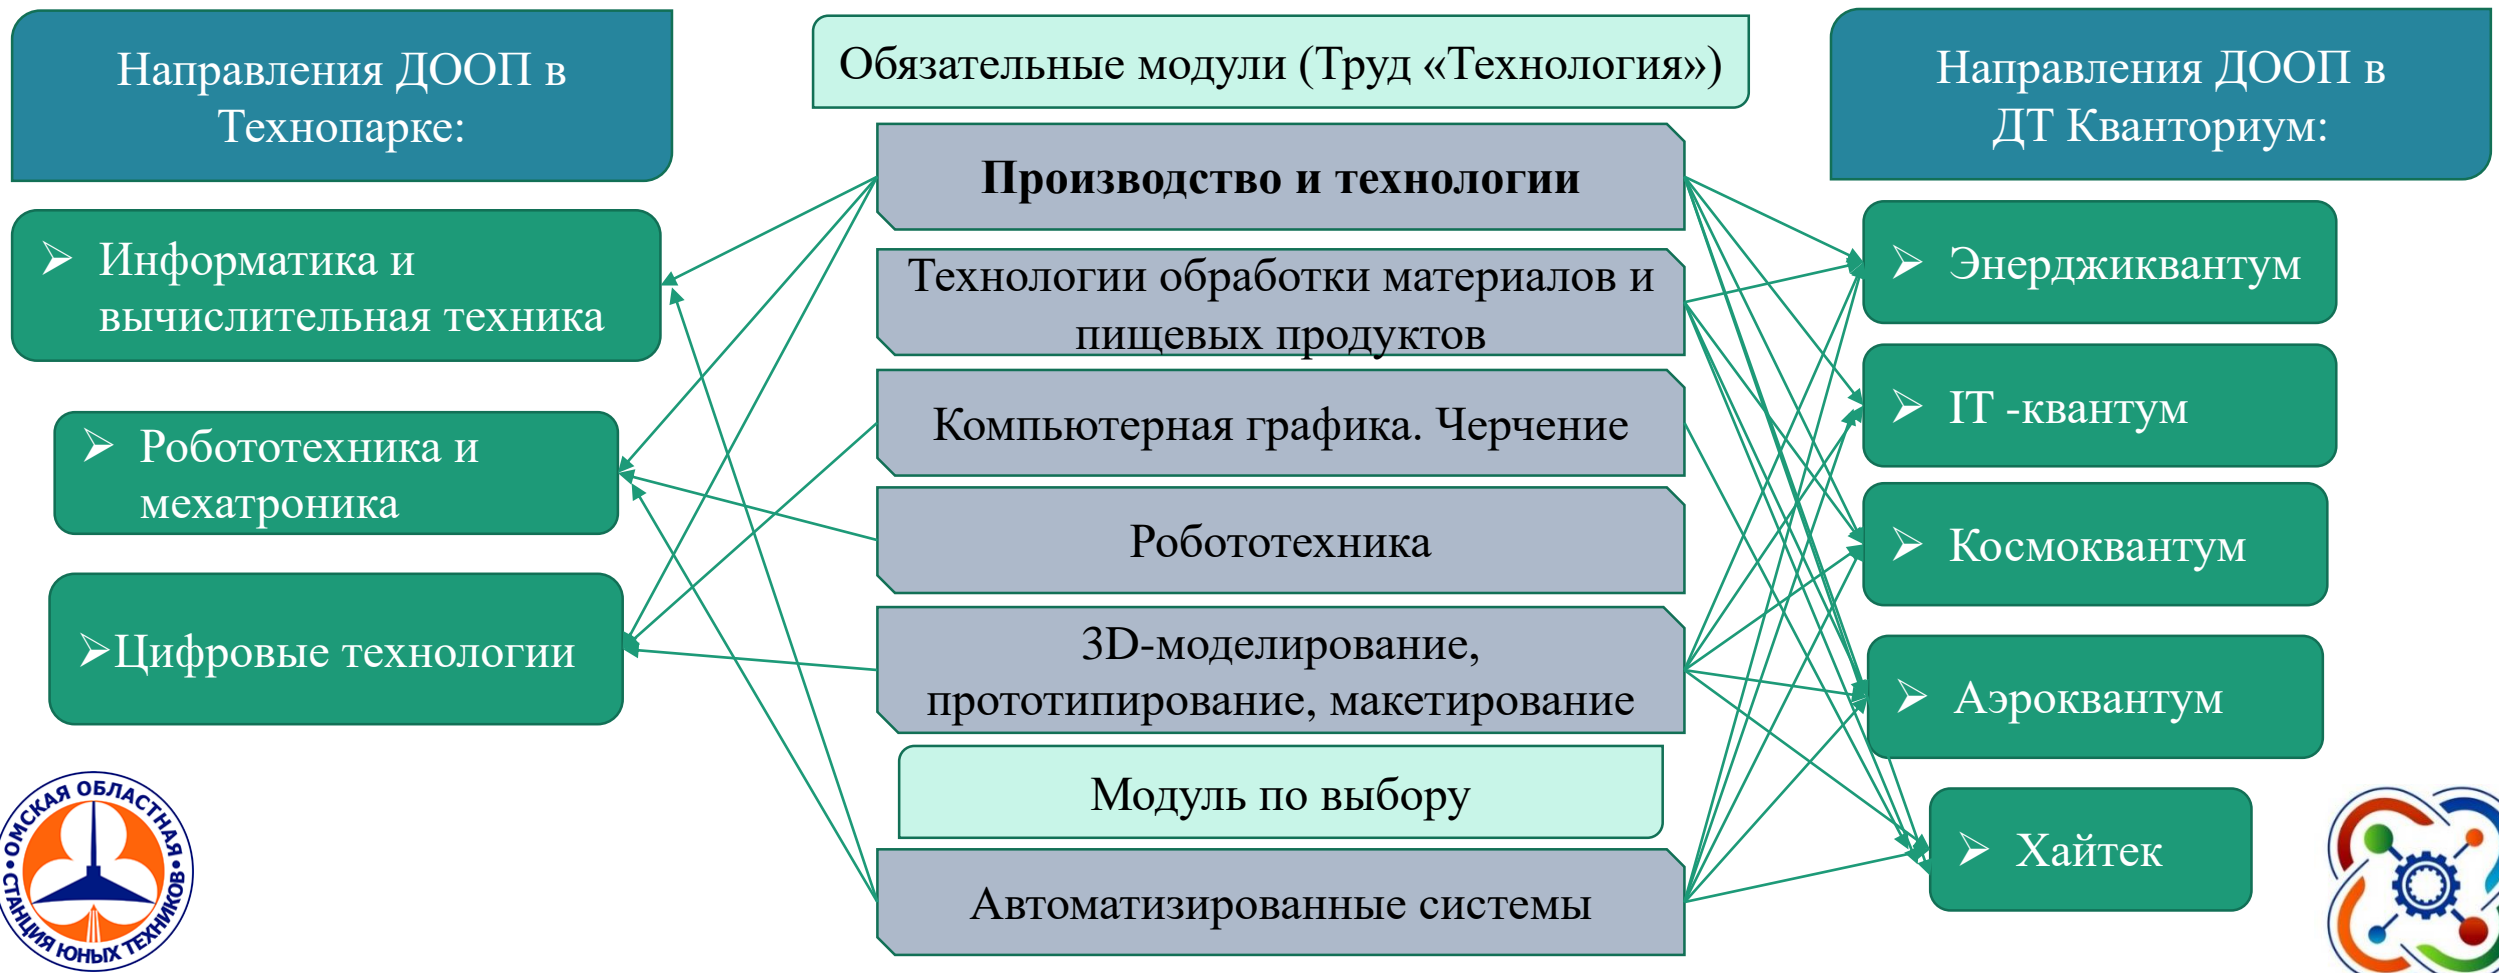 Направления ДООП в
Технопарке:
Информатика и
вычислительная техника
Робототехника и
мехатроника
Цифровые технологии
Обязательные модули (Труд «Технология»)
Производство и технологии
Технологии обработки материалов и
пищевых продуктов
Компьютерная графика. Черчение
Робототехника
3D-моделирование,
прототипирование, макетирование
Модуль по выбору
Автоматизированные системы
Направления ДООП в
ДТ Кванториум:
Энерджиквантум
IT -квантум
Космоквантум
Аэроквантум
Хайтек
ОМСКАЯ ОБЛАСТНАЯ
СТАНЦИЯ ЮНЫХ ТЕХНИКОВ